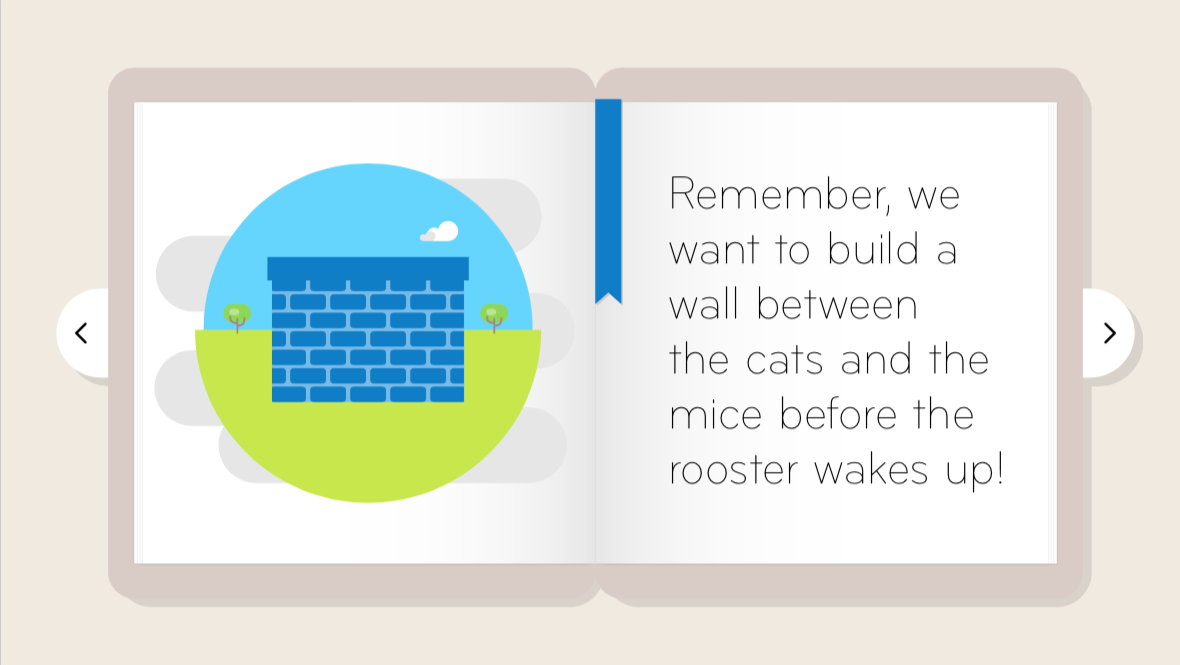 Remember, we
want to build a
wall between
the cats and the
mice before the
rooster wakes up!